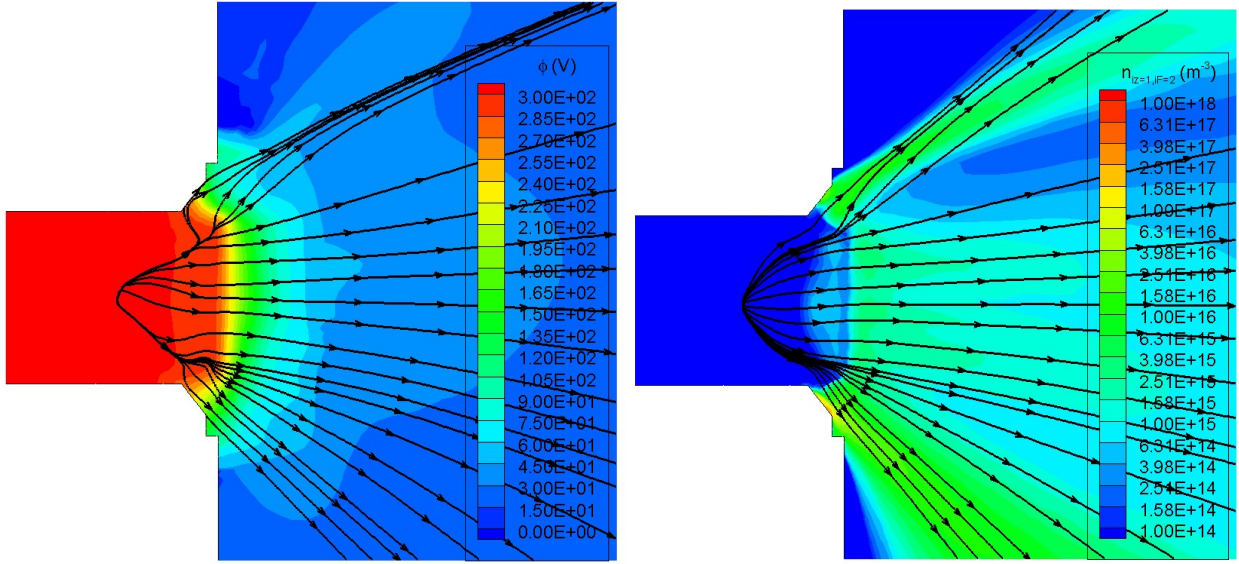 ϕ (V)
3.00E+02
2.85E+02
2.70E+02
2.55E+02
2.40E+02
2.25E+02
2.10E+02
1.95E+02
1.80E+02
1.65E+02
1.50E+02
1.35E+02
1.20E+02
1.05E+02
9.00E+01
7.50E+01
6.00E+01
4.50E+01
3.00E+01
1.50E+01
0.00E+00
n_iz=1,iF=2 (m⁻³)
1.00E+18
6.31E+17
3.98E+17
2.51E+17
1.58E+17
1.00E+17
6.31E+16
3.98E+16
2.51E+16
1.58E+16
1.00E+16
6.31E+15
3.98E+15
2.51E+15
1.58E+15
1.00E+15
6.31E+14
3.98E+14
2.51E+14
1.58E+14
1.00E+14